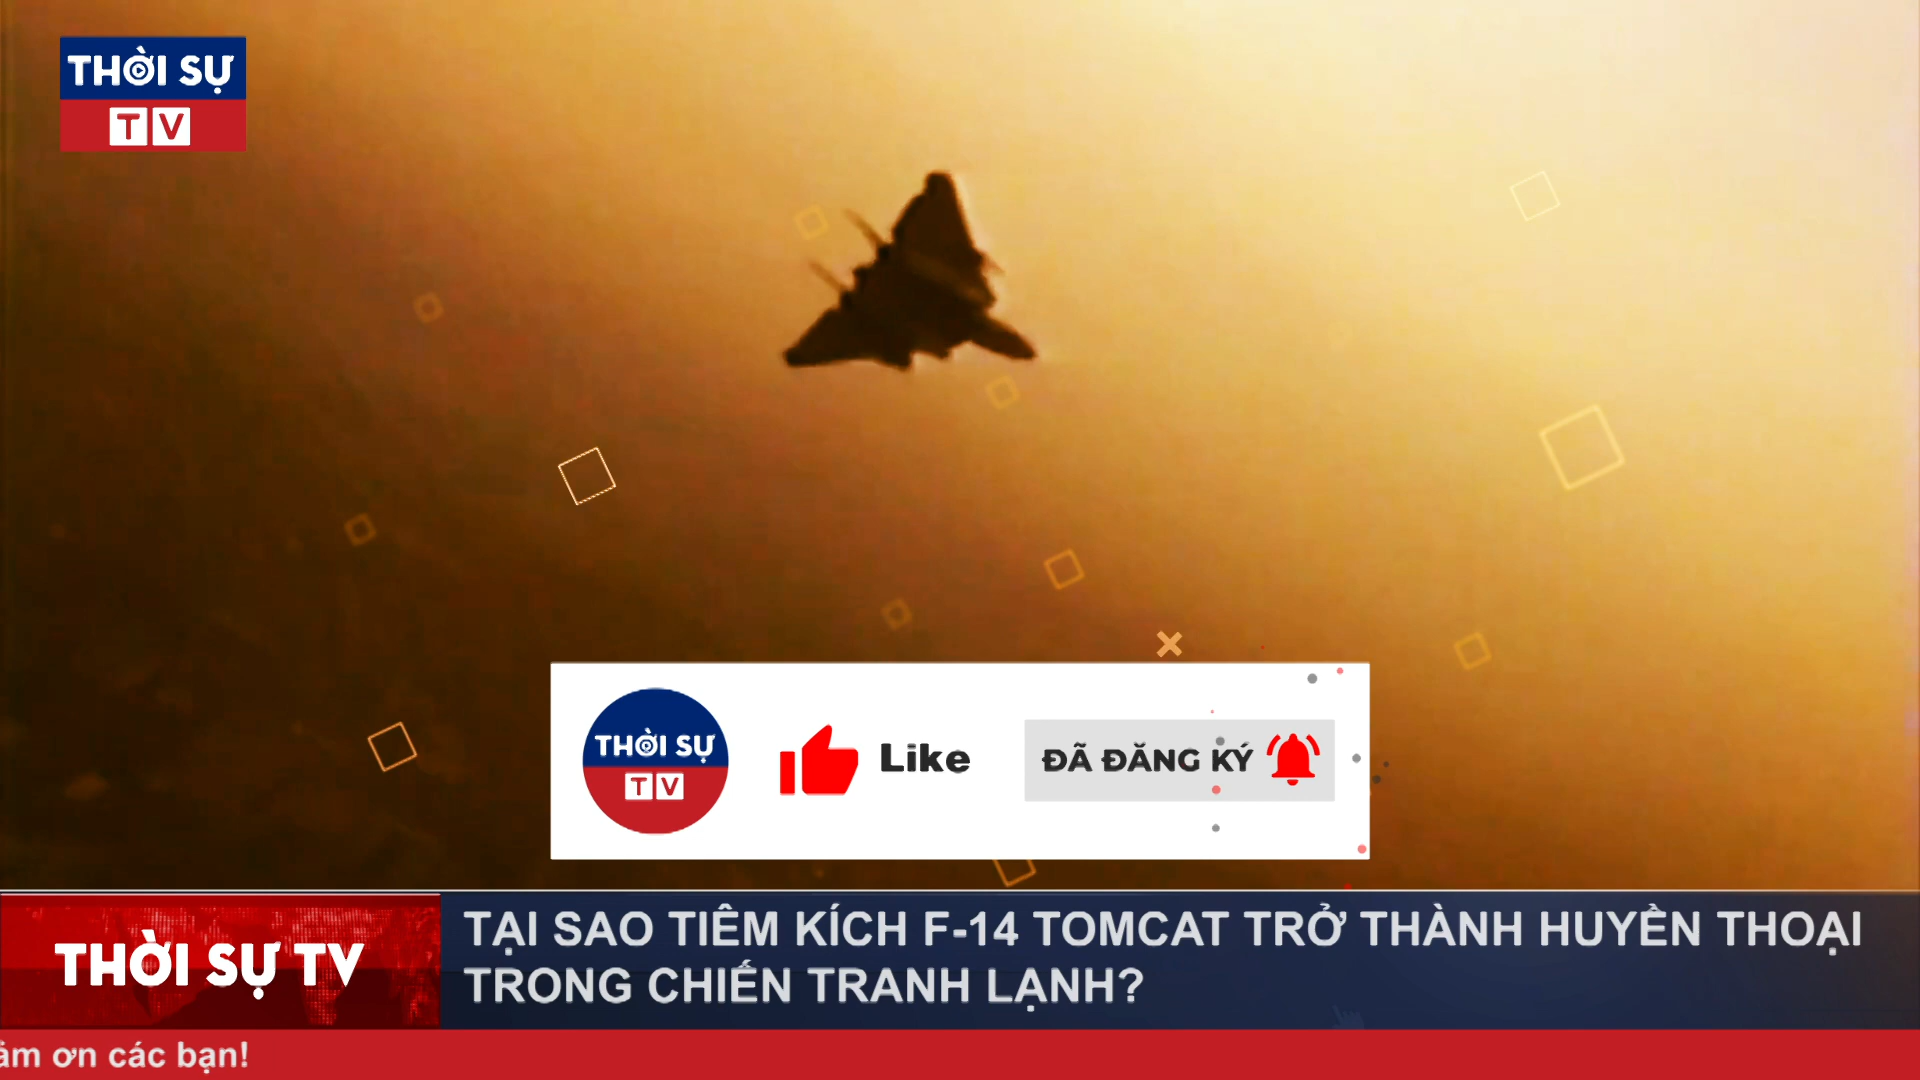 THỜI SỰ
TV
THỜI SỰ
TV
Like
ĐÃ ĐĂNG KÝ
THỜI SỰ TV
TẠI SAO TIÊM KÍCH F-14 TOMCAT TRỞ THÀNH HUYỀN THOẠI
TRONG CHIẾN TRANH LẠNH?
ơn các bạn!